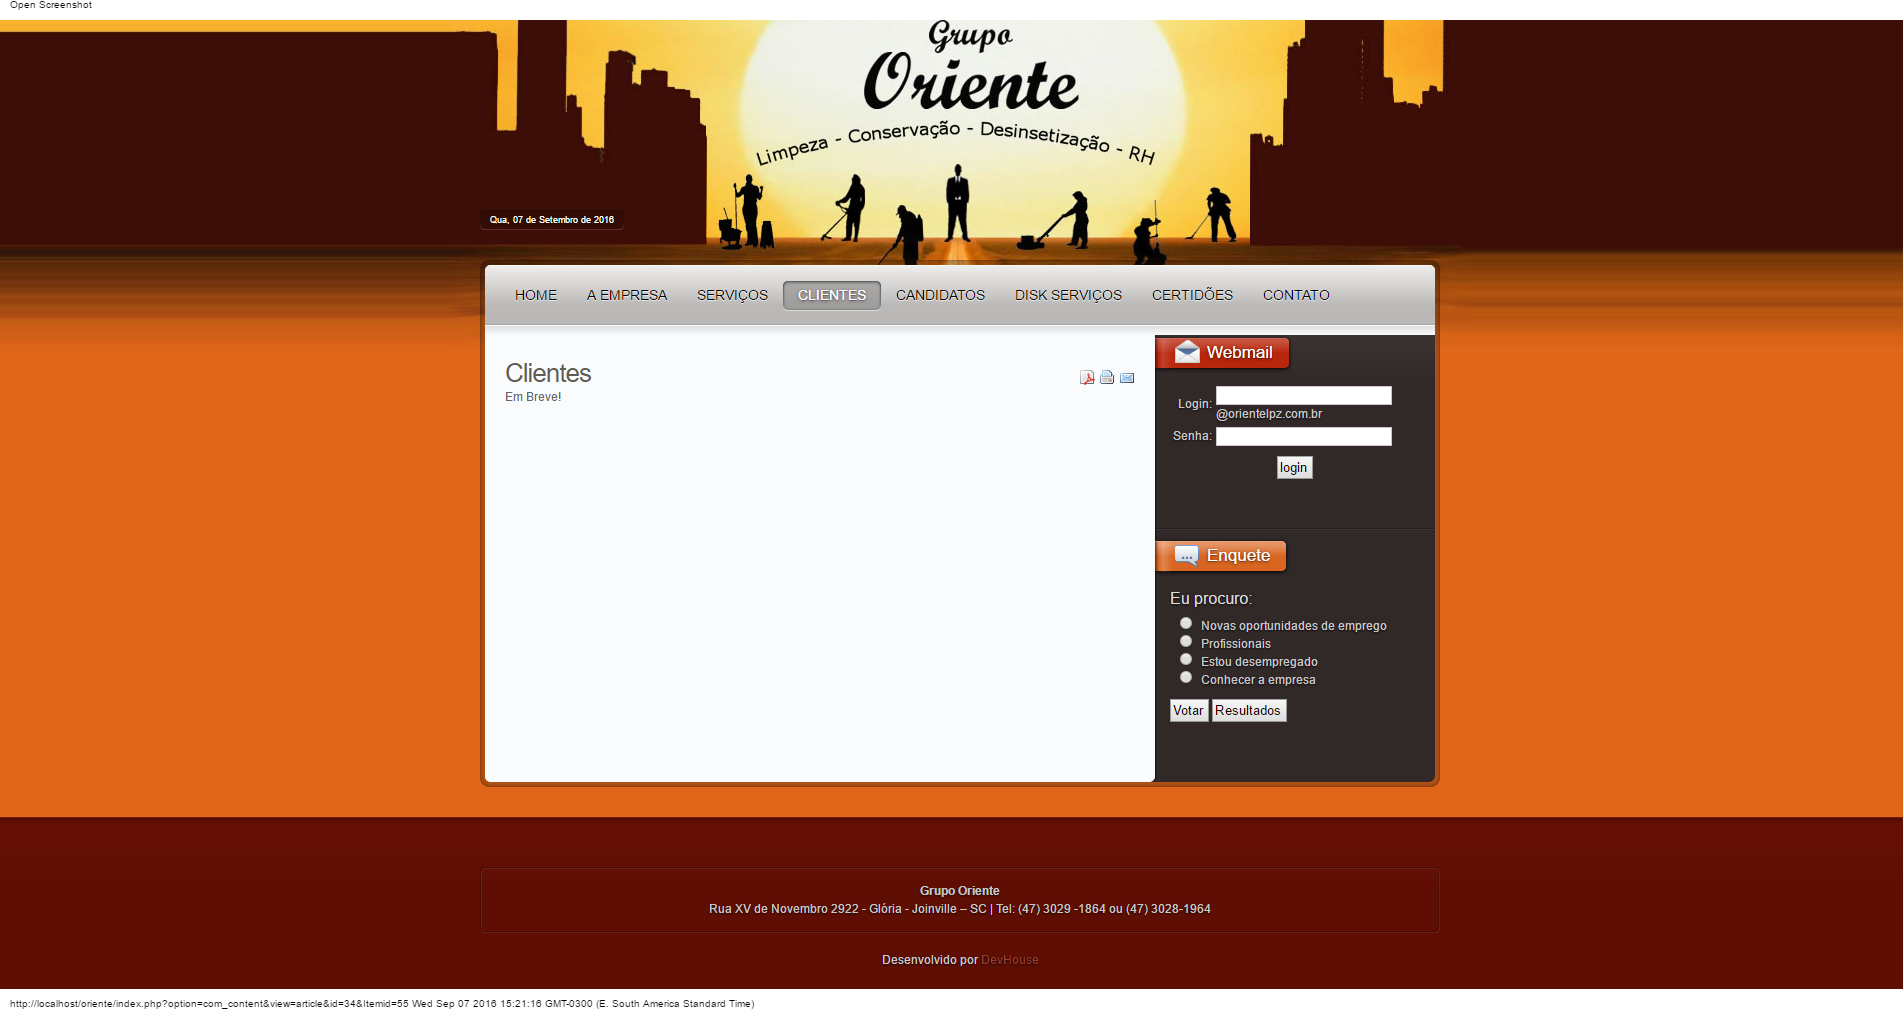 Open Screenshot
Grupo
Oriente
Limpeza - Conservação - Desinsetização - RH
Qua, 07 de Setembro de 2016
HOME A EMPRESA SERVIÇOS CLIENTES CANDIDATOS DISK SERVIÇOS CERTIDÕES CONTATO
Clientes
Em Breve!
Webmail
Login:
@orientelpz.com.br
Senha:
login
Enquete
Eu procuro:
Novas oportunidades de emprego
Profissionais
Estou desempregado
Conhecer a empresa
Votar Resultados
Grupo Oriente
Rua XV de Novembro 2922 - Glória - Joinville – SC | Tel: (47) 3029 -1864 ou (47) 3028-1964
Desenvolvido por DevHouse
http://localhost/oriente/index.php?option=com_content&view=article&id=34&Itemid=55 Wed Sep 07 2016 15:21:16 GMT-0300 (E. South America Standard Time)